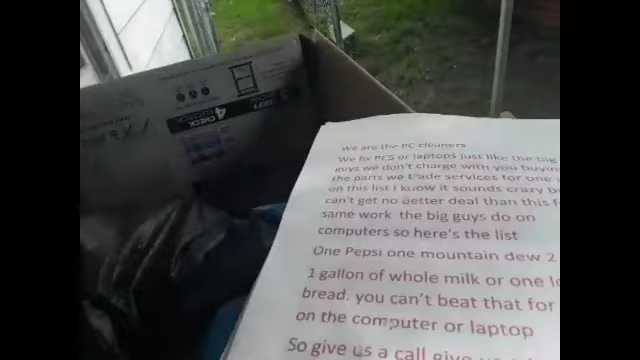 CHECK 4
We are the PC cleaners
We fix PCS or laptops just like the big
guys we don't charge with you buying
the parts we trade services for one
on this list I know it sounds crazy
can't get no better deal than this
same work the big guys do on
computers so here's the list
One Pepsi one mountain dew 2
1 gallon of whole milk or one
bread. you can't beat that for
on the computer or laptop
So give us a call give